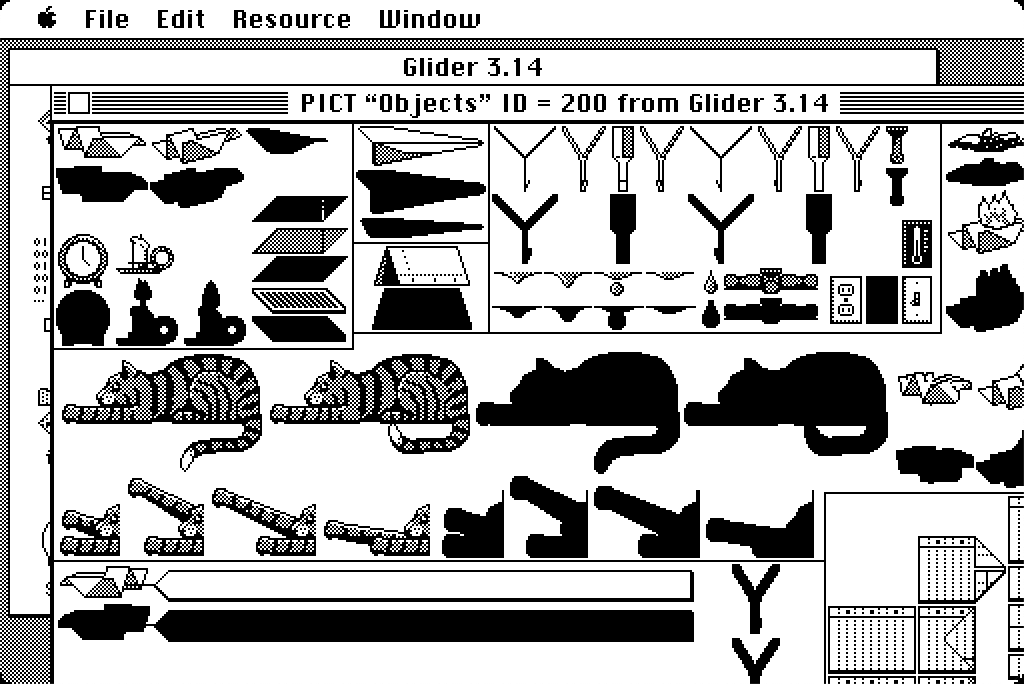 File Edit Resource Window
Glider 3.14
PICT “Objects” ID = 200 from Glider 3.14